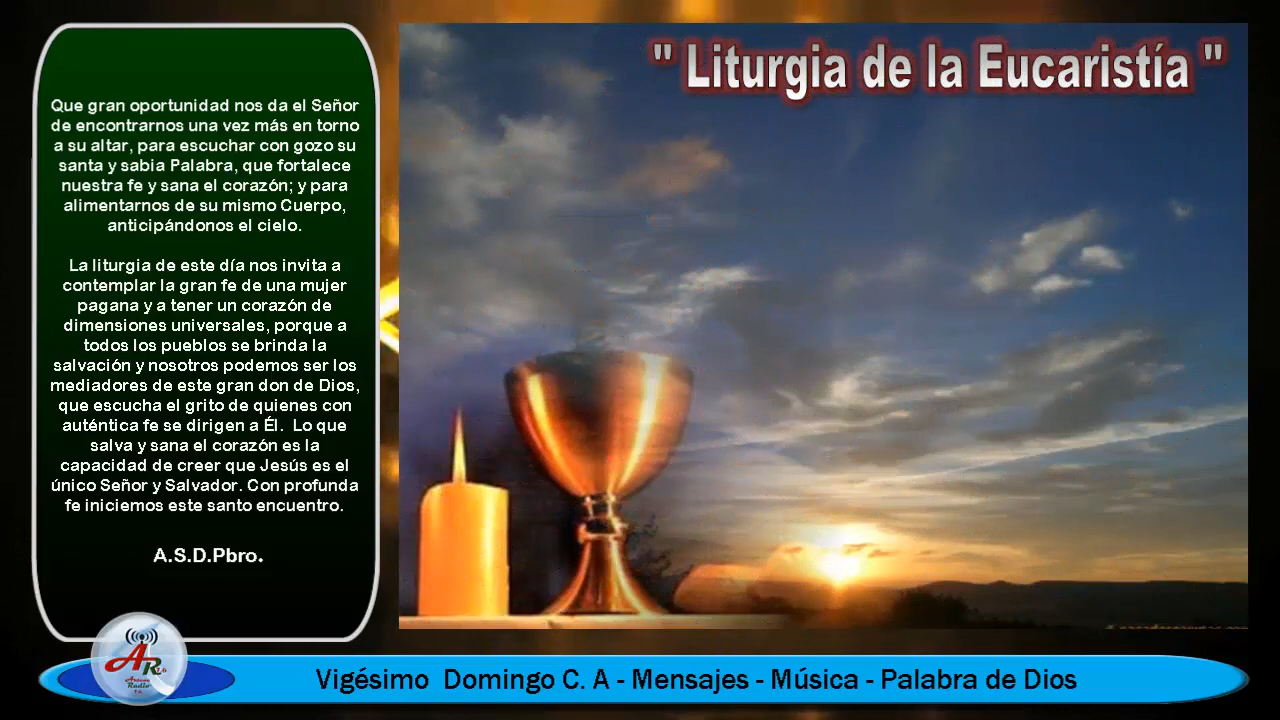 " Liturgia de la Eucaristía "
Que gran oportunidad nos da el Señor
de encontrarnos una vez más en torno
a su altar, para escuchar con gozo su
santa y sabia Palabra, que fortalece
nuestra fe y sana el corazón; y para
alimentarnos de su mismo Cuerpo,
anticipándonos el cielo.
La liturgia de este día nos invita a
contemplar la gran fe de una mujer
pagana y a tener un corazón de
dimensiones universales, porque a
todos los pueblos se brinda la
salvación y nosotros podemos ser los
mediadores de este gran don de Dios,
que escucha el grito de quienes con
auténtica fe se dirigen a Él.  Lo que
salva y sana el corazón es la
capacidad de creer que Jesús es el
único Señor y Salvador. Con profunda
fe iniciemos este santo encuentro.
A.S.D.Pbro.
AR
Radio
Vigésimo  Domingo C. A - Mensajes - Música - Palabra de Dios